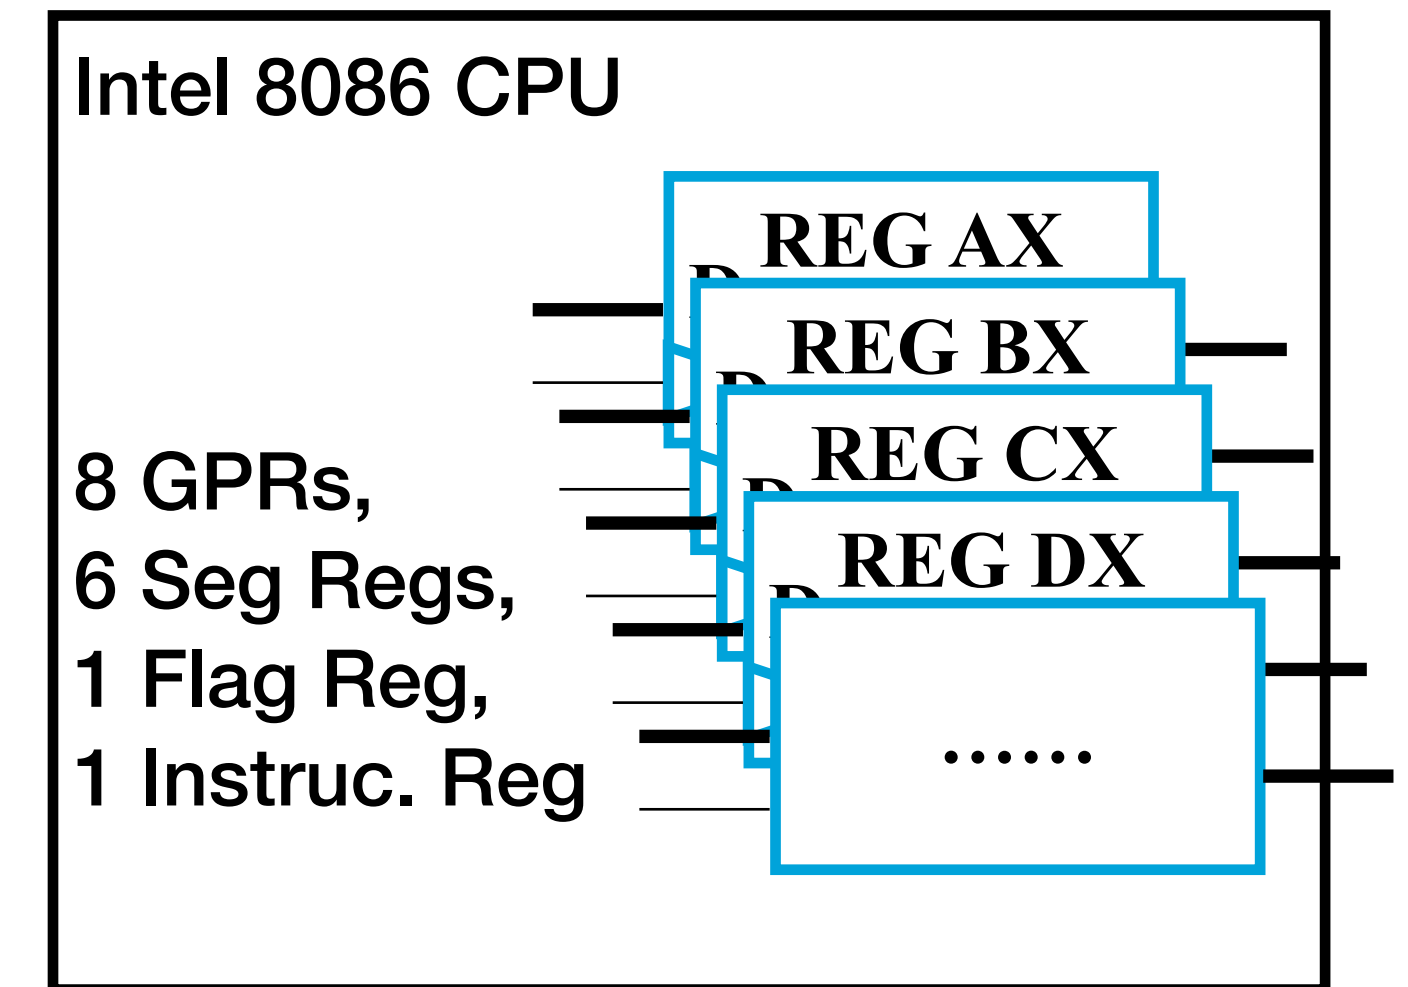 Intel 8086 CPU
REG AX
REG BX
REG CX
REG DX
......
8 GPRs,
6 Seg Regs,
1 Flag Reg,
1 Instruc. Reg